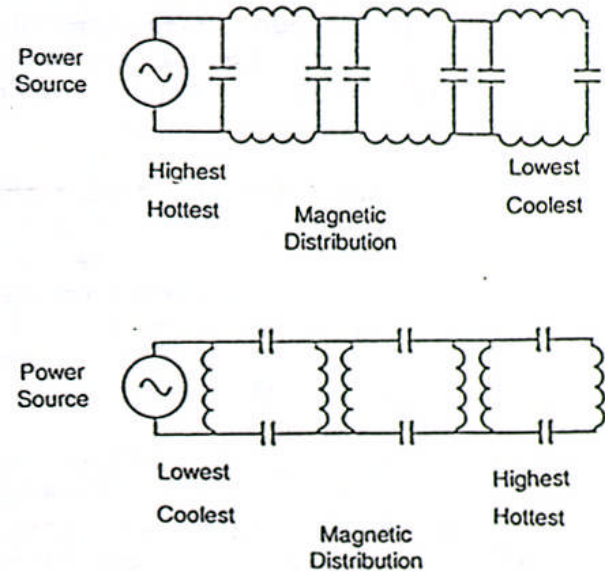 Power
Source
Highest
Hottest
Lowest
Coolest
Magnetic
Distribution
Power
Source
Lowest
Coolest
Highest
Hottest
Magnetic
Distribution